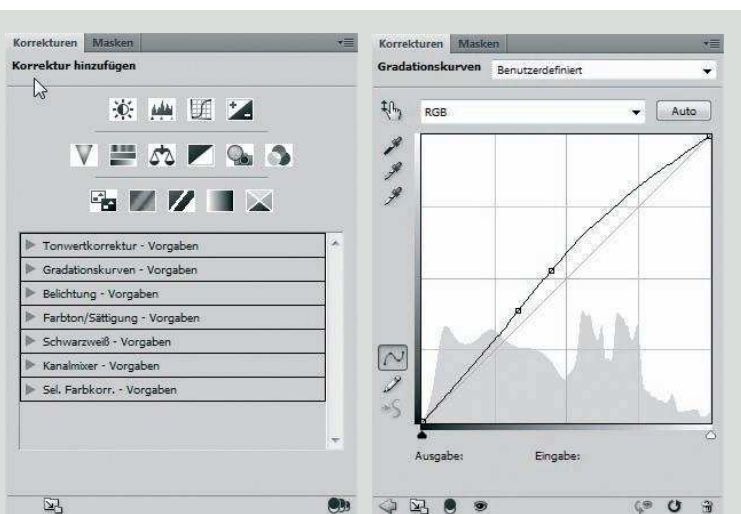 Korrekturen Masken
Korrektur hinzufügen
Tonwertkorrektur - Vorgaben
Gradationskurven - Vorgaben
Belichtung - Vorgaben
Farbton/Sättigung - Vorgaben
Schwarzweiß - Vorgaben
Kanalmixer - Vorgaben
Sel. Farbkorr. - Vorgaben
Korrekturen Masken
Gradationskurven Benutzerdefiniert
RGB Auto
Ausgabe: Eingabe: